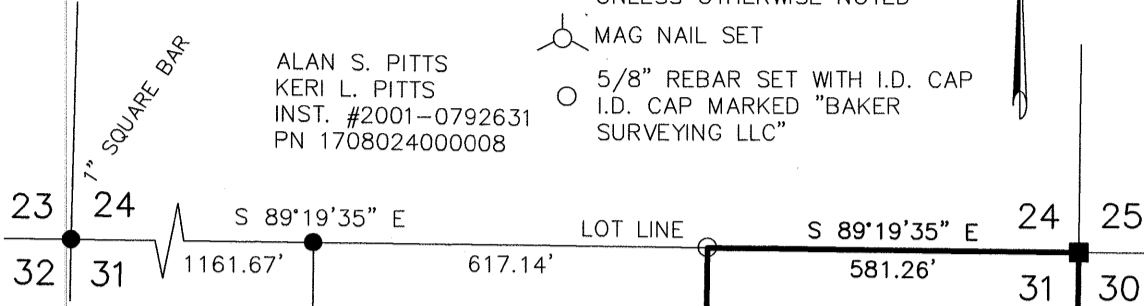 UNLESS OTHERWISE NOTED
MAG NAIL SET
5/8" REBAR SET WITH I.D. CAP
I.D. CAP MARKED "BAKER
SURVEYING LLC"
1" SQUARE BAR
ALAN S. PITTS
KERI L. PITTS
INST. #2001-0792631
PN 1708024000008
23 24
32 31
S 89°19'35" E
1161.67'
617.14'
LOT LINE
S 89°19'35" E
581.26'
24 25
31 30